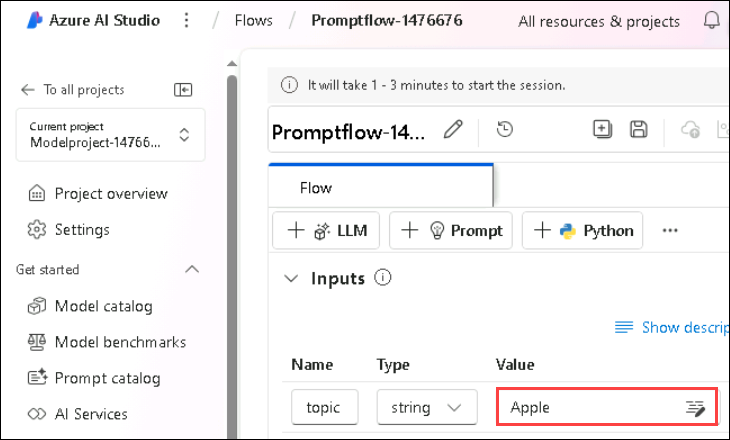 Azure AI Studio / Flows / Promptflow-1476676 All resources & projects
To all projects
Current project
Modelproject-14766...
Project overview
Settings
Get started
Model catalog
Model benchmarks
Prompt catalog
AI Services
It will take 1 - 3 minutes to start the session.
Promptflow-14...
Flow
+ LLM + Prompt + Python ...
Inputs
Show descrip
Name Type Value
topic string Apple